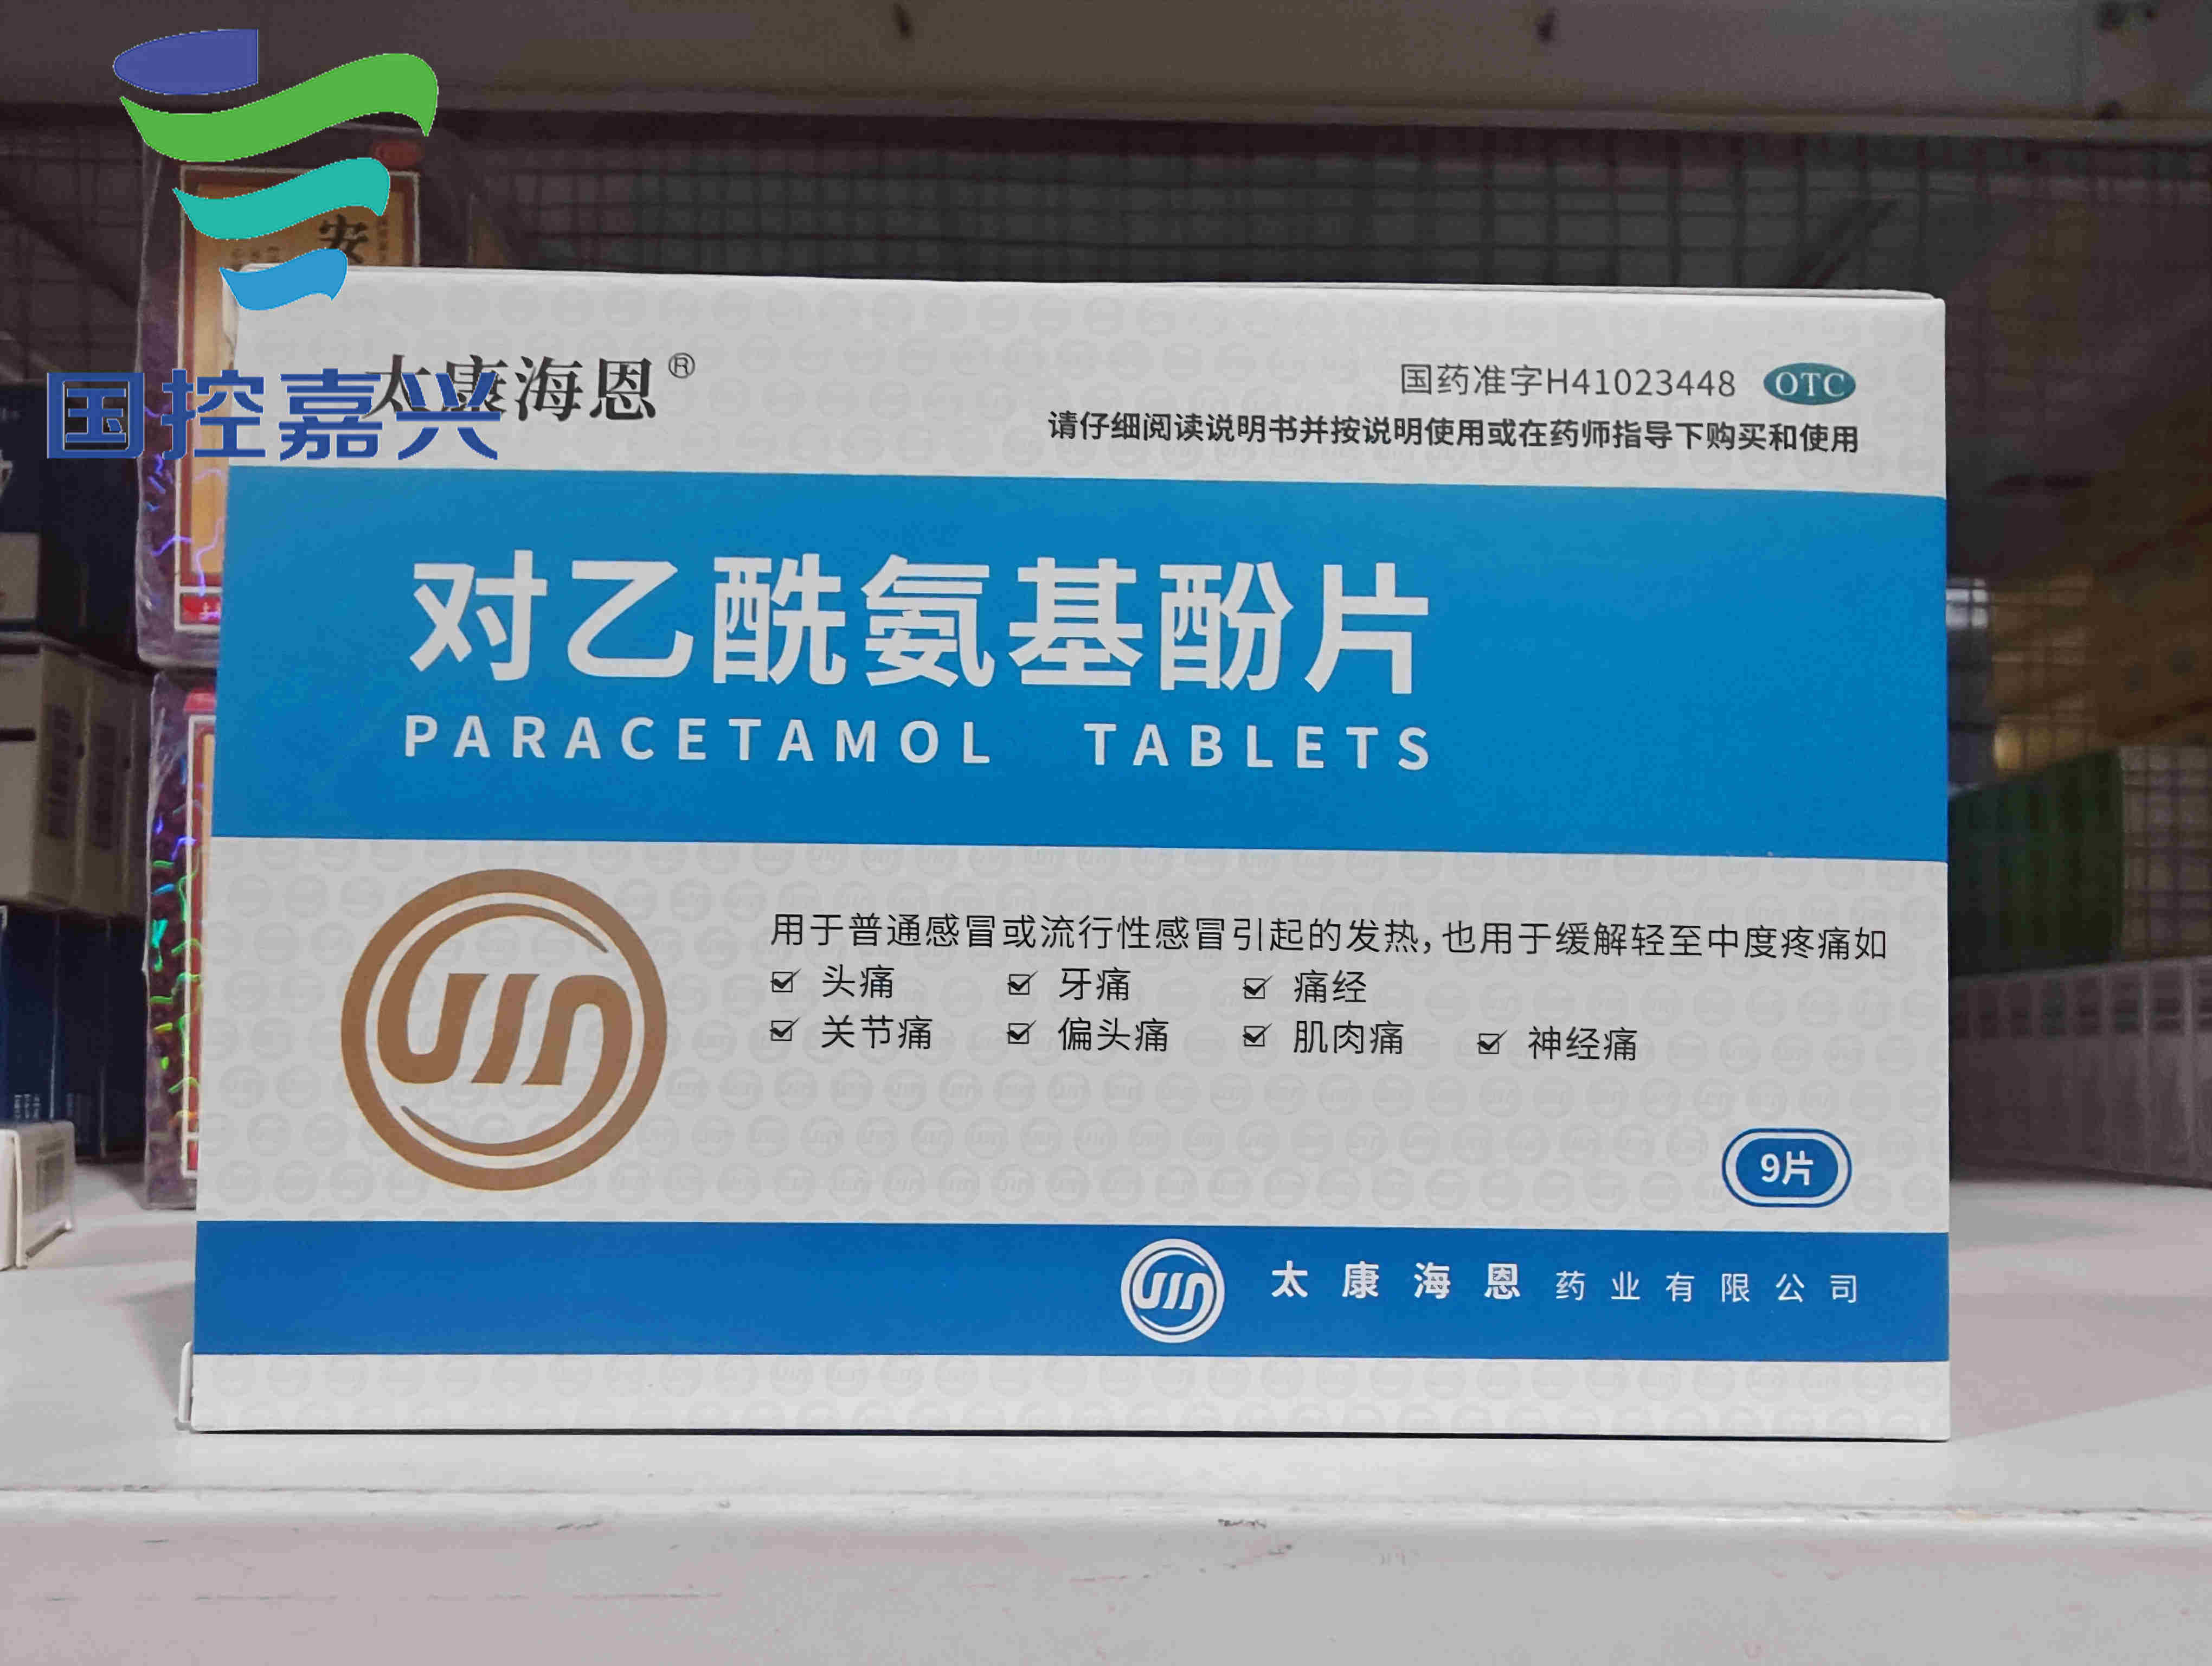 国控嘉兴
安
太康海恩®
国药准字H41023448 OTC
请仔细阅读说明书并按说明使用或在药师指导下购买和使用
对乙酰氨基酚片
PARACETAMOL TABLETS
用于普通感冒或流行性感冒引起的发热,也用于缓解轻至中度疼痛如
☑ 头痛 ☑ 牙痛 ☑ 痛经
☑ 关节痛 ☑ 偏头痛 ☑ 肌肉痛 ☑ 神经痛
9片
太康海恩药业有限公司